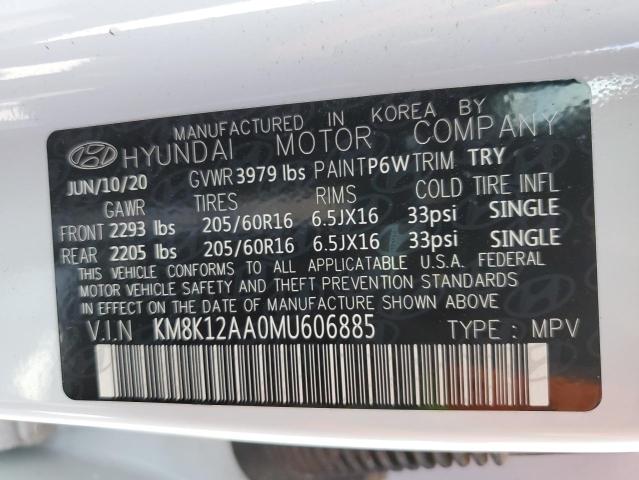 MANUFACTURED IN KOREA BY
HYUNDAI MOTOR COMPANY
JUN/10/20 GVWR 3979 lbs PAINT P6W TRIM TRY
GAWR TIRES RIMS COLD TIRE INFL
FRONT 2293 lbs 205/60R16 6.5JX16 33psi SINGLE
REAR 2205 lbs 205/60R16 6.5JX16 33psi SINGLE
THIS VEHICLE CONFORMS TO ALL APPLICATABLE U.S.A. FEDERAL
MOTOR VEHICLE SAFETY AND THEFT PREVENTION STANDARDS
IN EFFECT ON THE DATE OF MANUFACTURE SHOWN ABOVE
V.I.N KM8K12AA0MU606885 TYPE : MPV